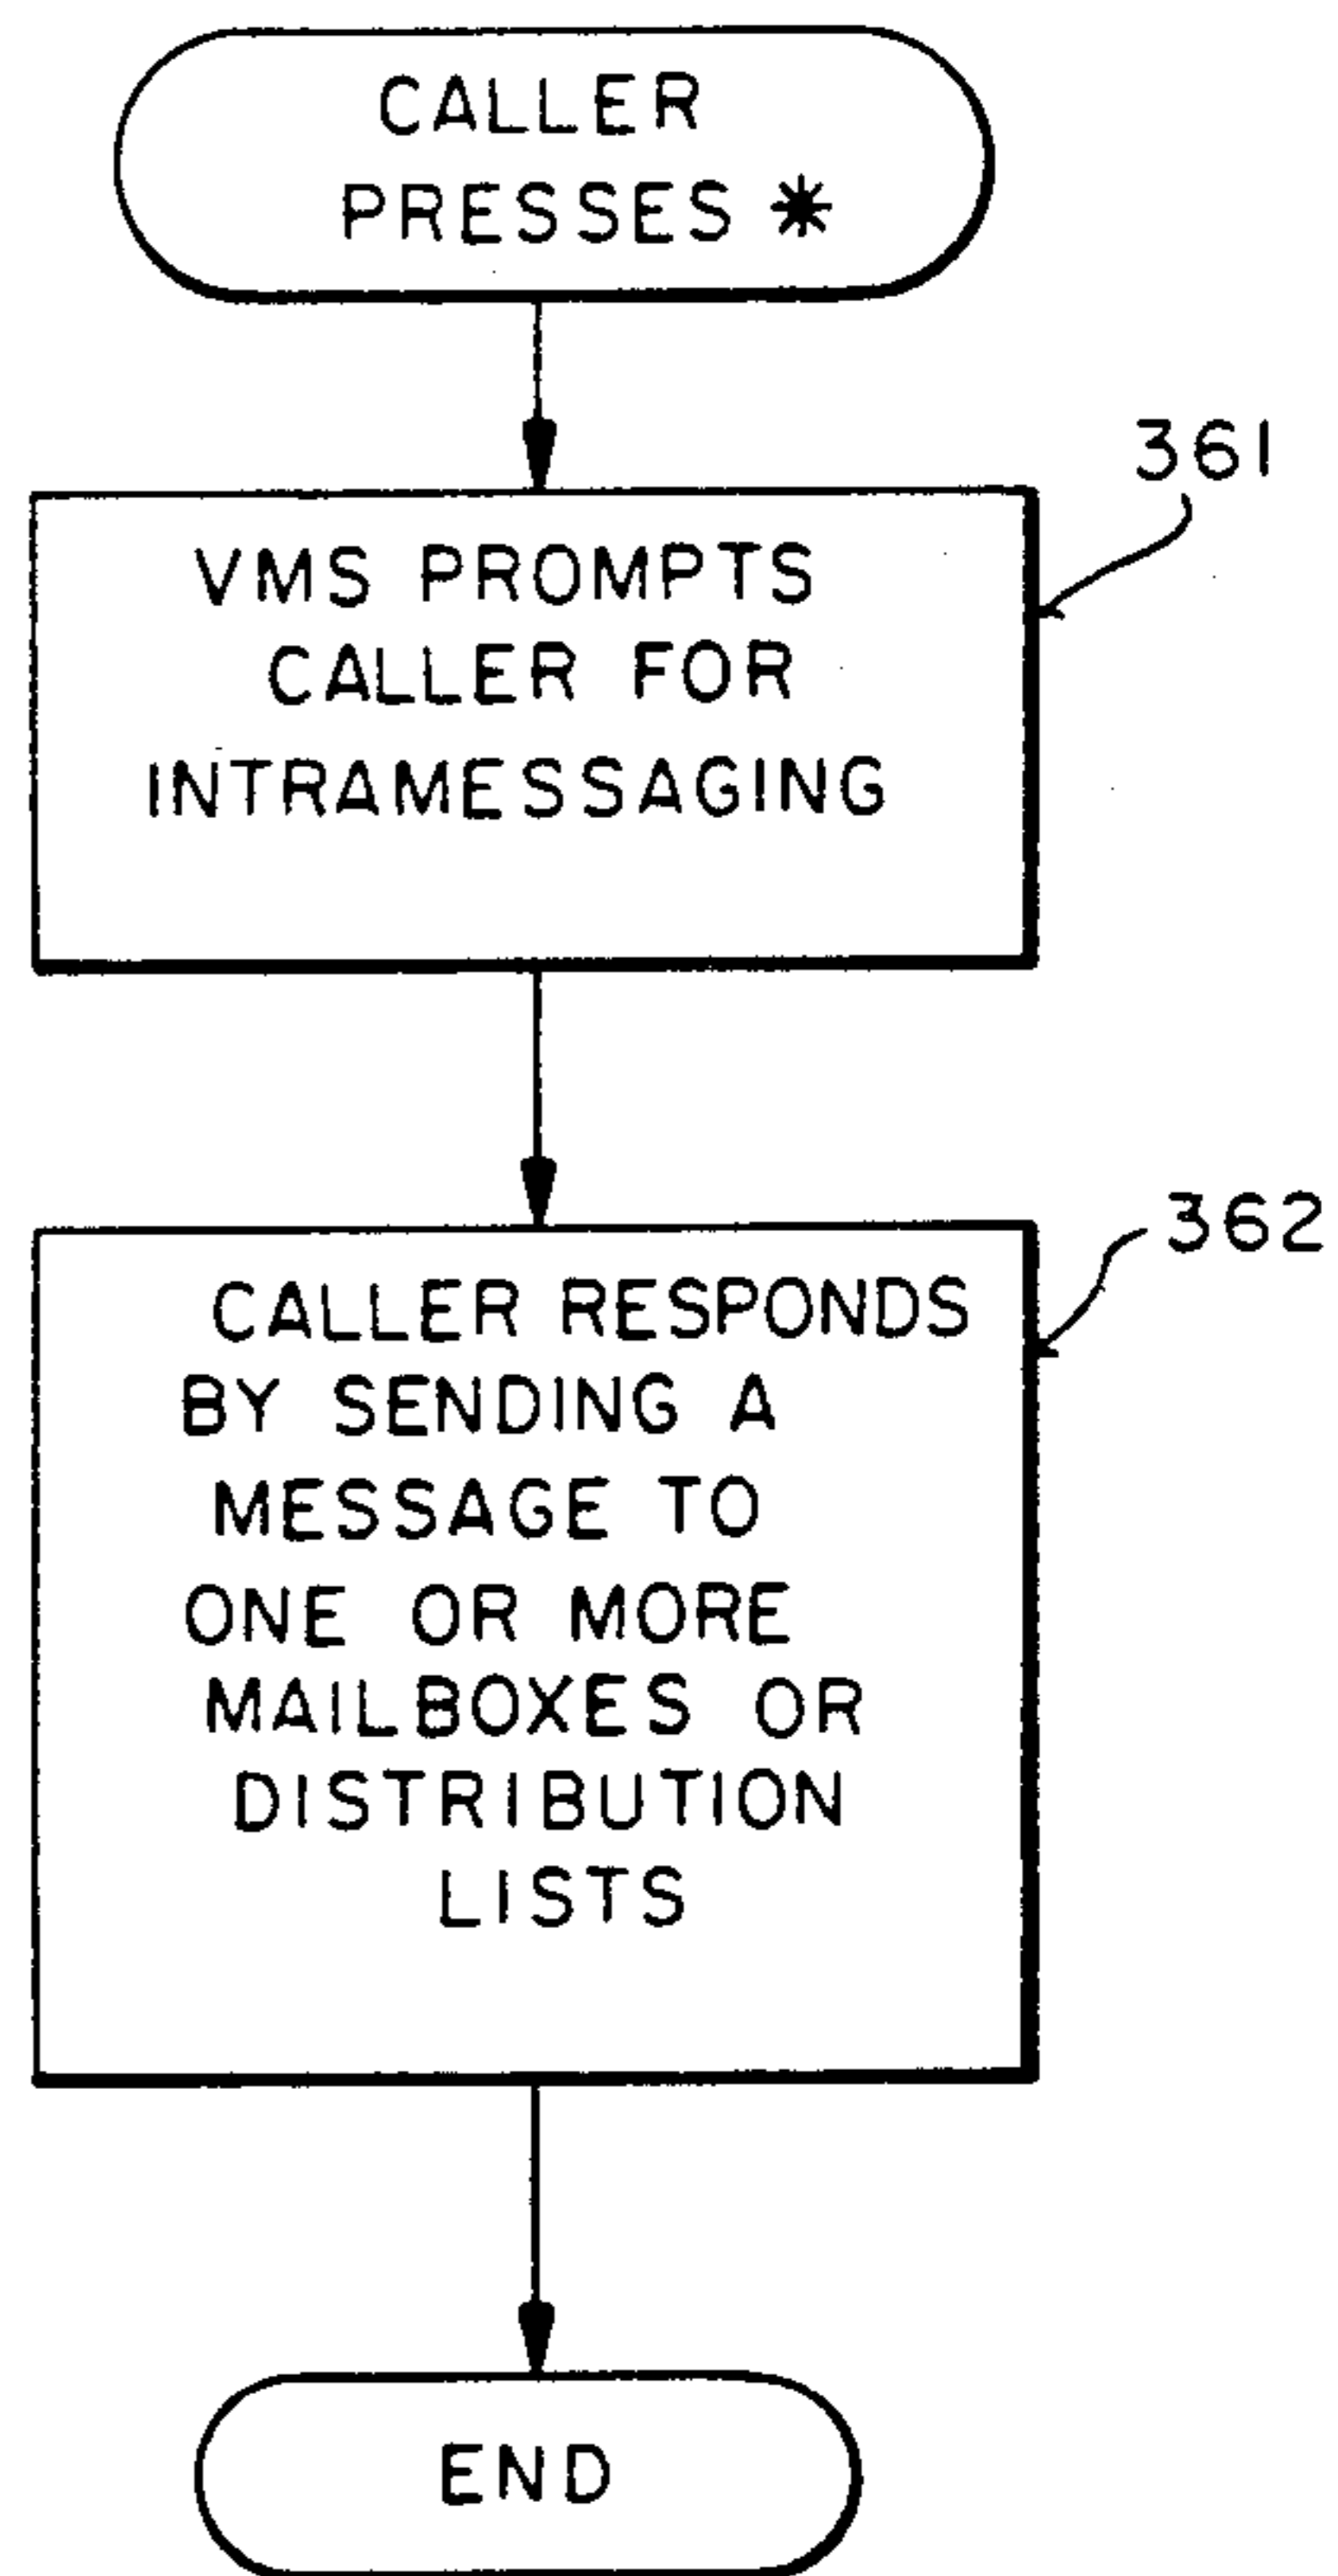 CALLER
PRESSES *
361
VMS PROMPTS
CALLER FOR
INTRAMESSAGING
362
CALLER RESPONDS
BY SENDING A
MESSAGE TO
ONE OR MORE
MAILBOXES OR
DISTRIBUTION
LISTS
END